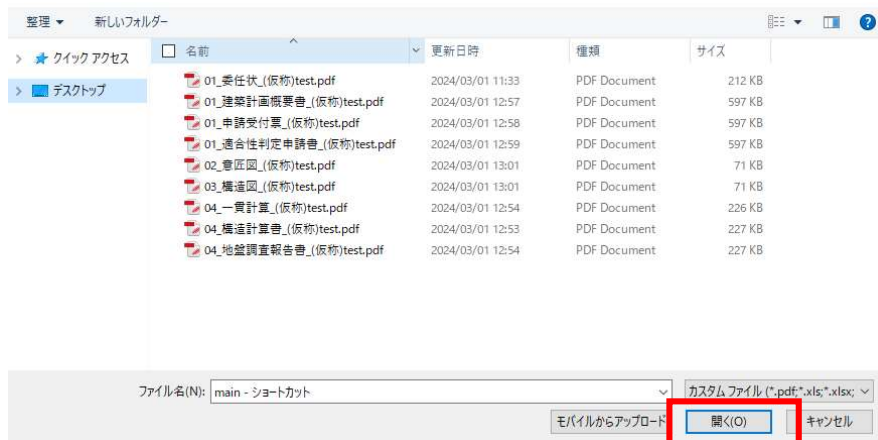 整理 新しいフォルダー
クイック アクセス
デスクトップ
名前 更新日時 種類 サイズ
01_委任状_(仮称)test.pdf 2024/03/01 11:33 PDF Document 212 KB
01_建築計画概要書_(仮称)test.pdf 2024/03/01 12:57 PDF Document 597 KB
01_申請受付票_(仮称)test.pdf 2024/03/01 12:58 PDF Document 597 KB
01_適合性判定申請書_(仮称)test.pdf 2024/03/01 12:59 PDF Document 597 KB
02_意匠図_(仮称)test.pdf 2024/03/01 13:01 PDF Document 71 KB
03_構造図_(仮称)test.pdf 2024/03/01 13:01 PDF Document 71 KB
04_一貫計算_(仮称)test.pdf 2024/03/01 12:54 PDF Document 226 KB
04_構造計算書_(仮称)test.pdf 2024/03/01 12:53 PDF Document 227 KB
04_地盤調査報告書_(仮称)test.pdf 2024/03/01 12:54 PDF Document 227 KB
ファイル名(N): main - ショートカット カスタム ファイル (*.pdf;*.xls;*.xlsx;
モバイルからアップロード 開く(O) キャンセル